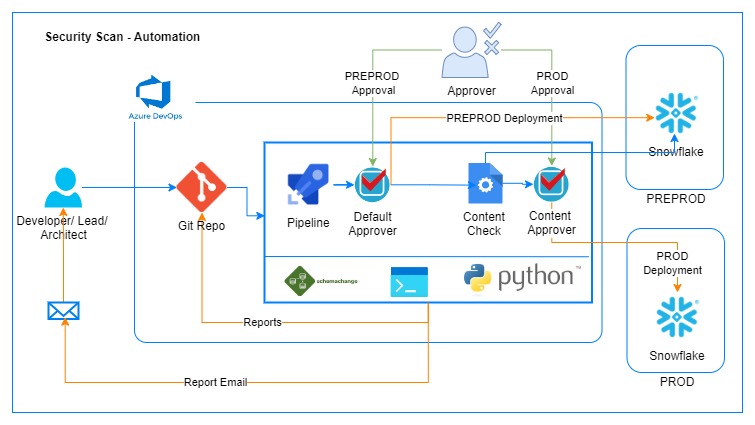 Security Scan - Automation
PREPROD
Approval
Approver
PROD
Approval
Azure DevOps
PREPROD Deployment
Snowflake
PREPROD
Developer/ Lead/
Architect
Git Repo
Pipeline
Default
Approver
Content
Check
Content
Approver
PROD
Deployment
schemachange
python™
Reports
Snowflake
PROD
Report Email